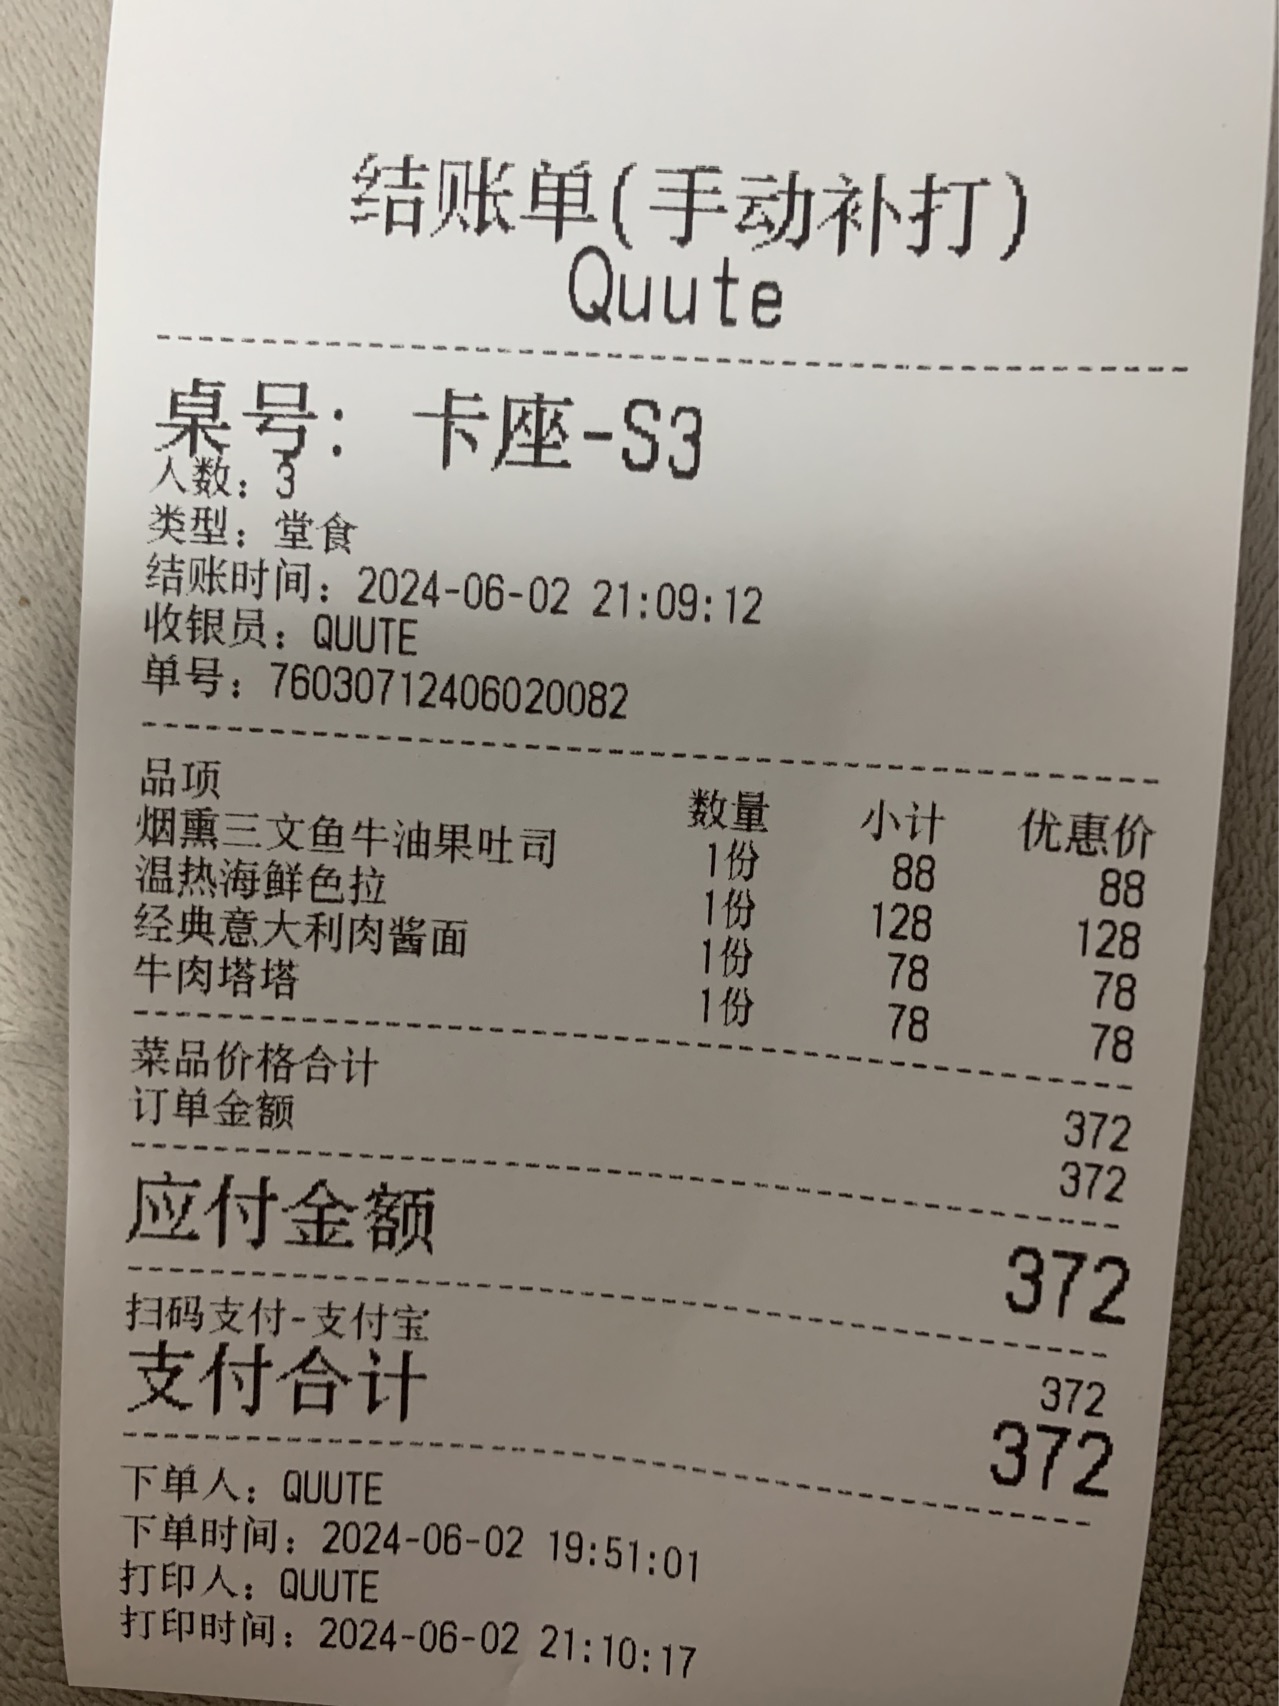 结账单(手动补打)
Quute
桌号: 卡座-S3
人数: 3
类型: 堂食
结账时间: 2024-06-02 21:09:12
收银员: QUUTE
单号: 76030712406020082
品项 数量 小计 优惠价
烟熏三文鱼牛油果吐司 1份 88 88
温热海鲜色拉 1份 128 128
经典意大利肉酱面 1份 78 78
牛肉塔塔 1份 78 78
菜品价格合计 372
订单金额 372
应付金额 372
扫码支付-支付宝 372
支付合计 372
下单人: QUUTE
下单时间: 2024-06-02 19:51:01
打印人: QUUTE
打印时间: 2024-06-02 21:10:17